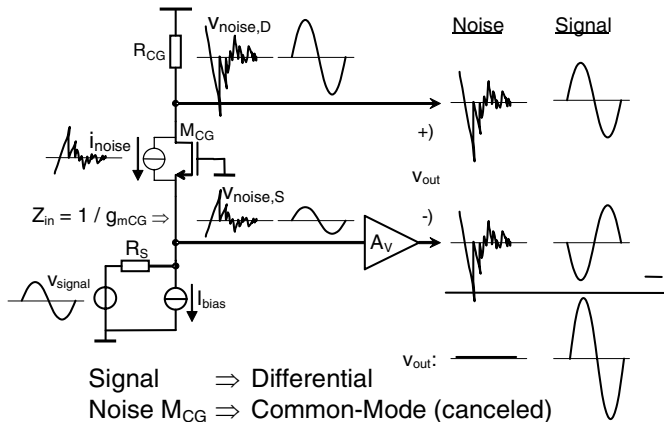 Noise Signal
v_noise,D
R_CG
M_CG
+)
i_noise
v_out
v_noise,S
Z_in = 1 / g_mCG ⇒
-)
A_V
R_S
v_signal
I_bias
v_out:
Signal ⇒ Differential
Noise M_CG ⇒ Common-Mode (canceled)